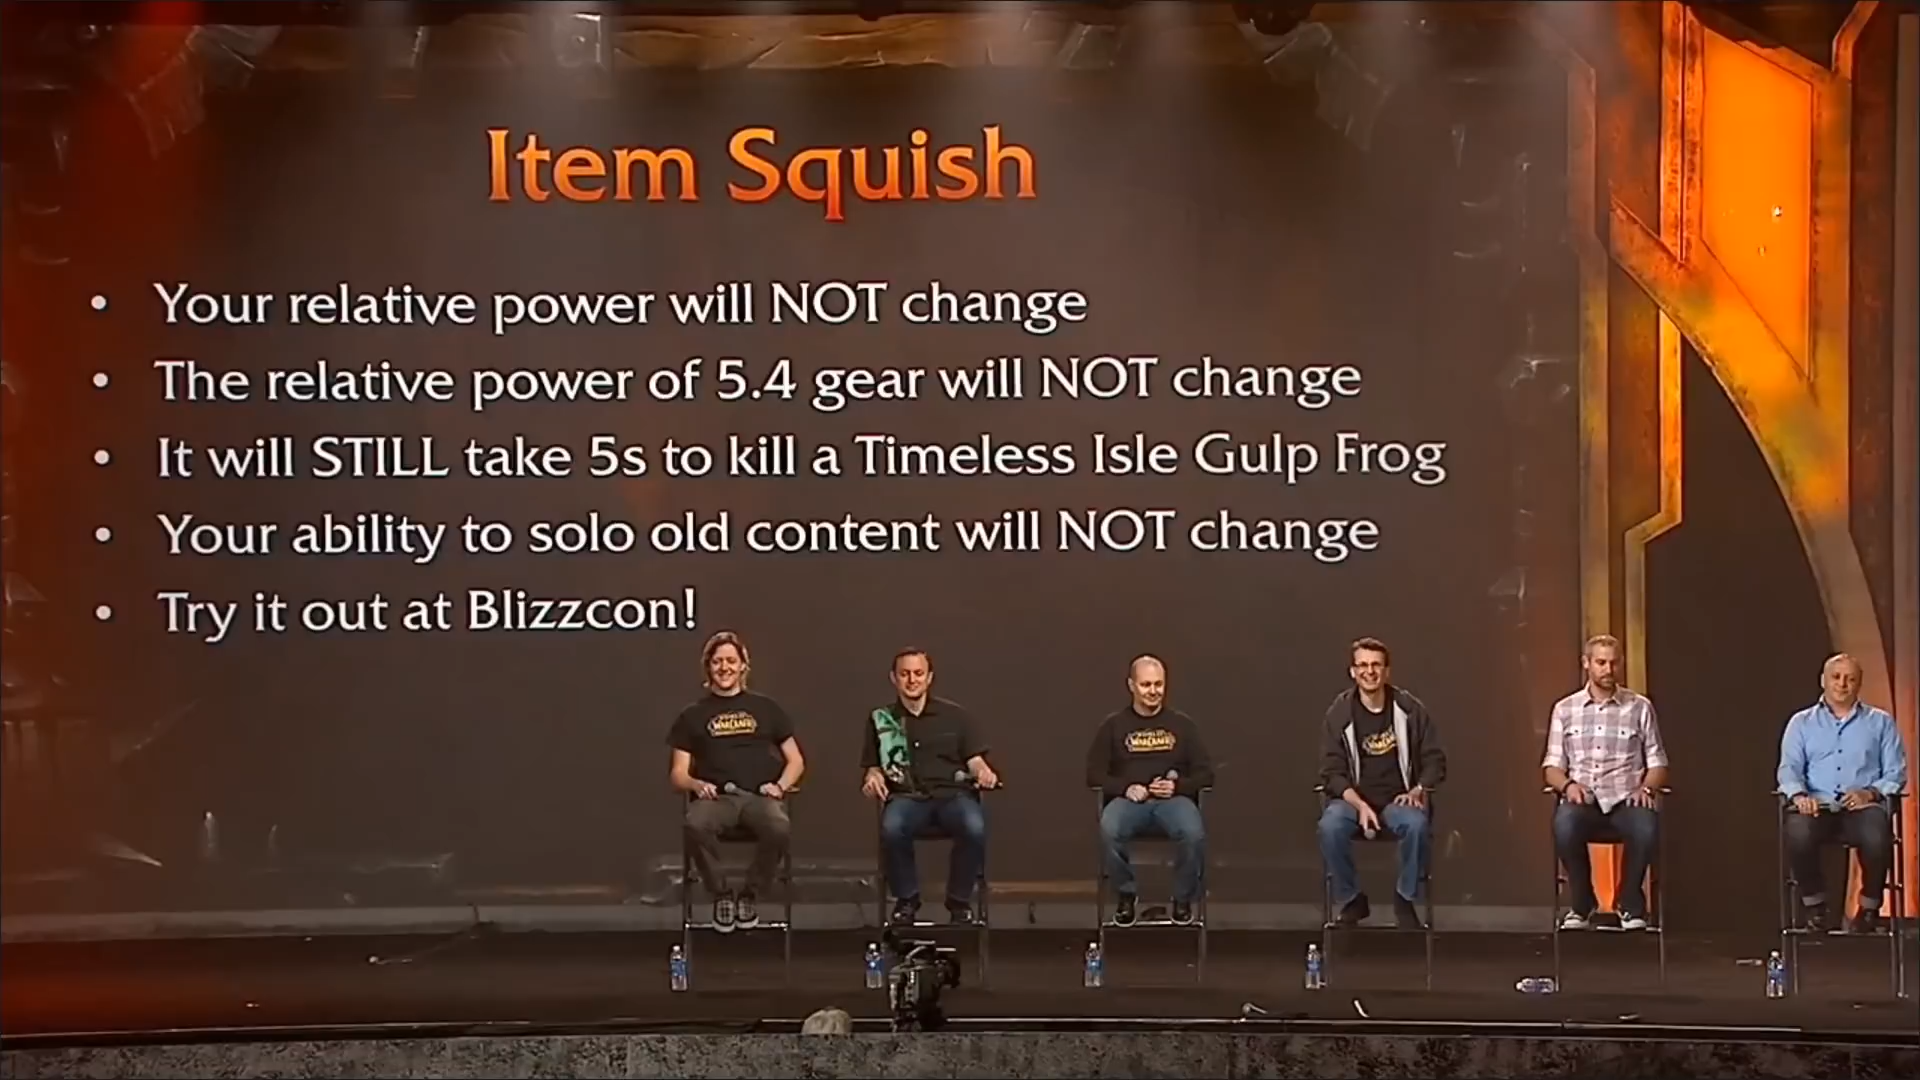 Item Squish
• Your relative power will NOT change
• The relative power of 5.4 gear will NOT change
• It will STILL take 5s to kill a Timeless Isle Gulp Frog
• Your ability to solo old content will NOT change
• Try it out at Blizzcon!
WARCRAFT
WARCRAFT